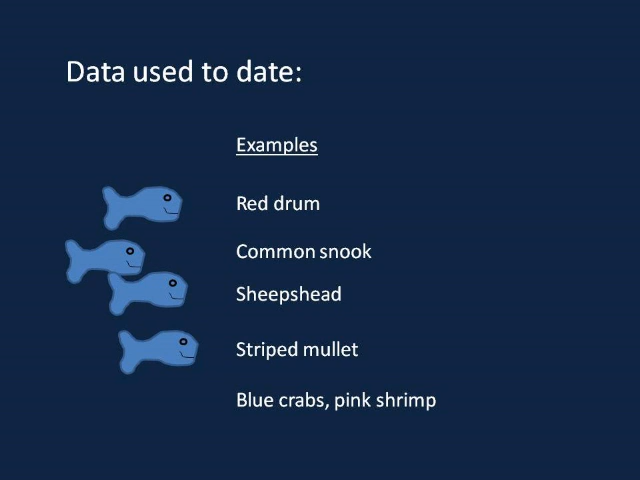 Data used to date:
Examples
Red drum
Common snook
Sheepshead
Striped mullet
Blue crabs, pink shrimp